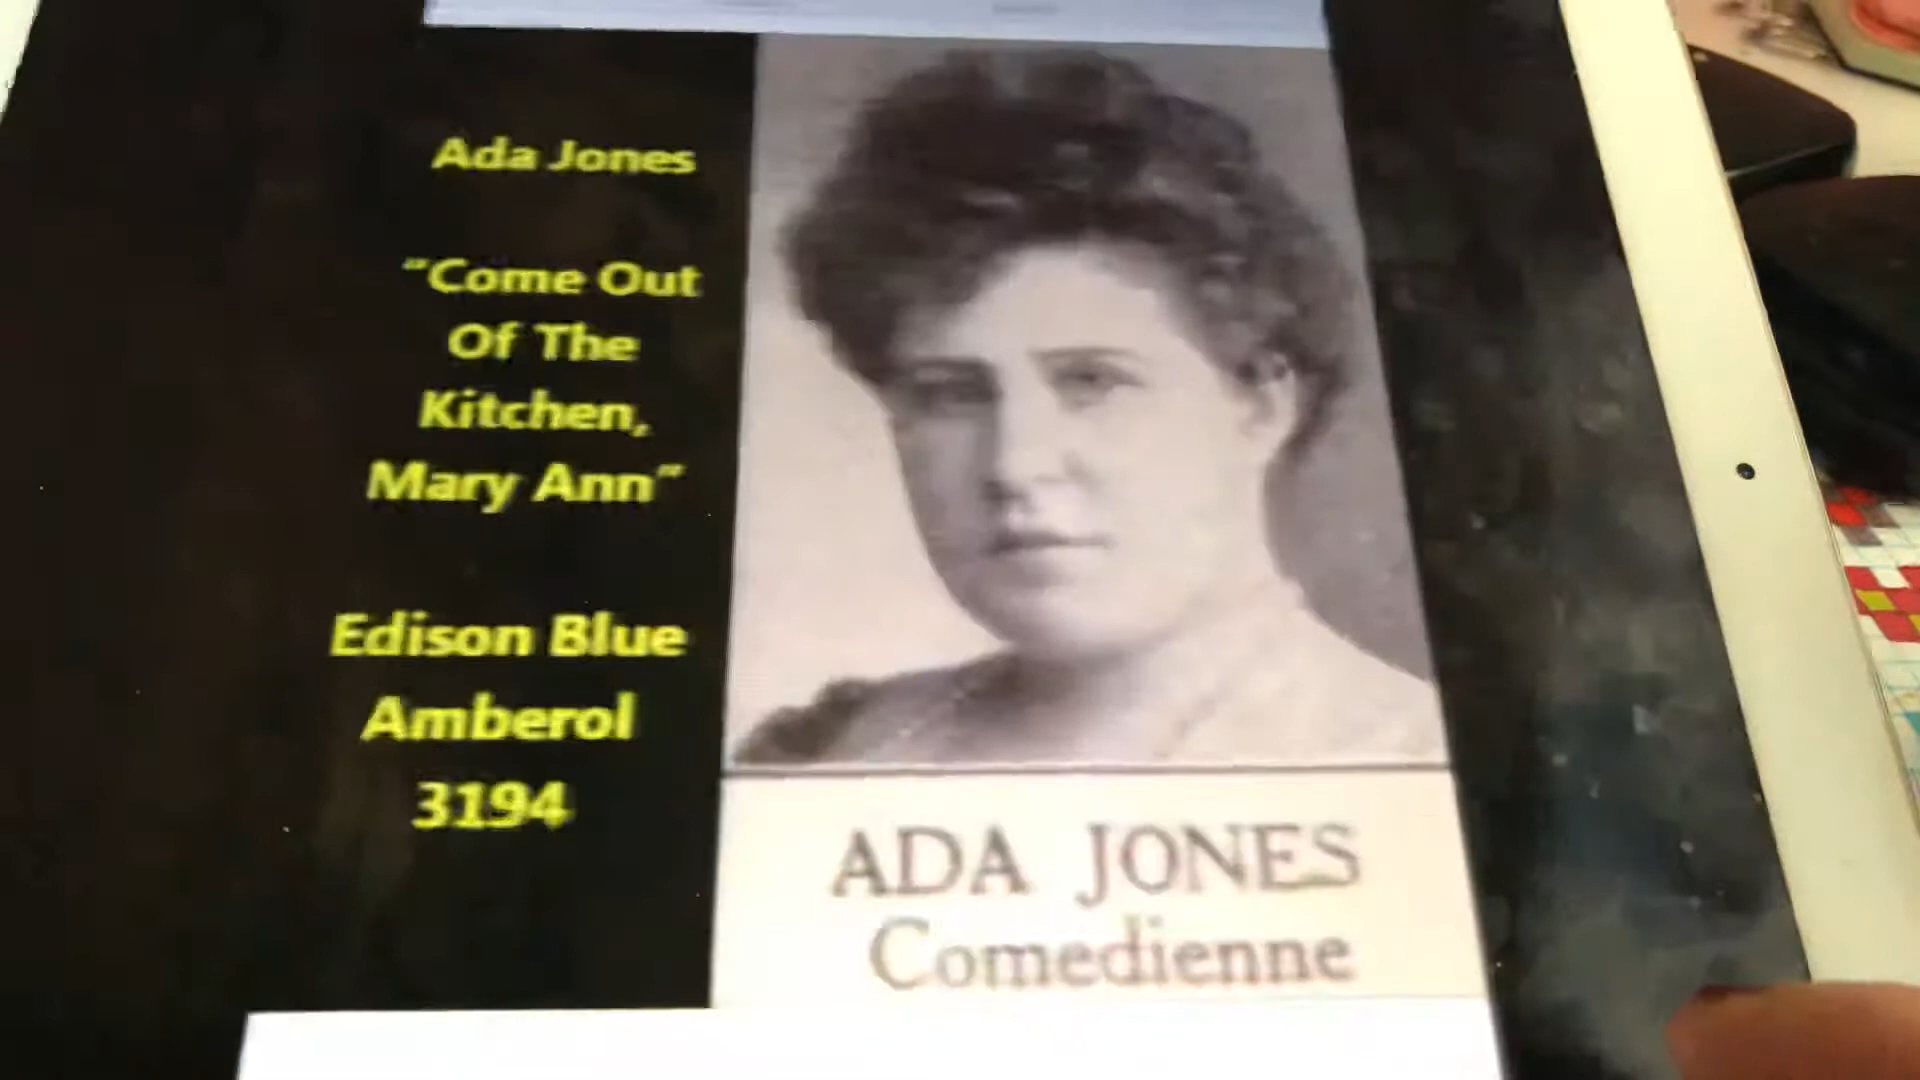 Ada Jones
“Come Out
Of The
Kitchen,
Mary Ann”
Edison Blue
Amberol
3194
ADA JONES
Comedienne